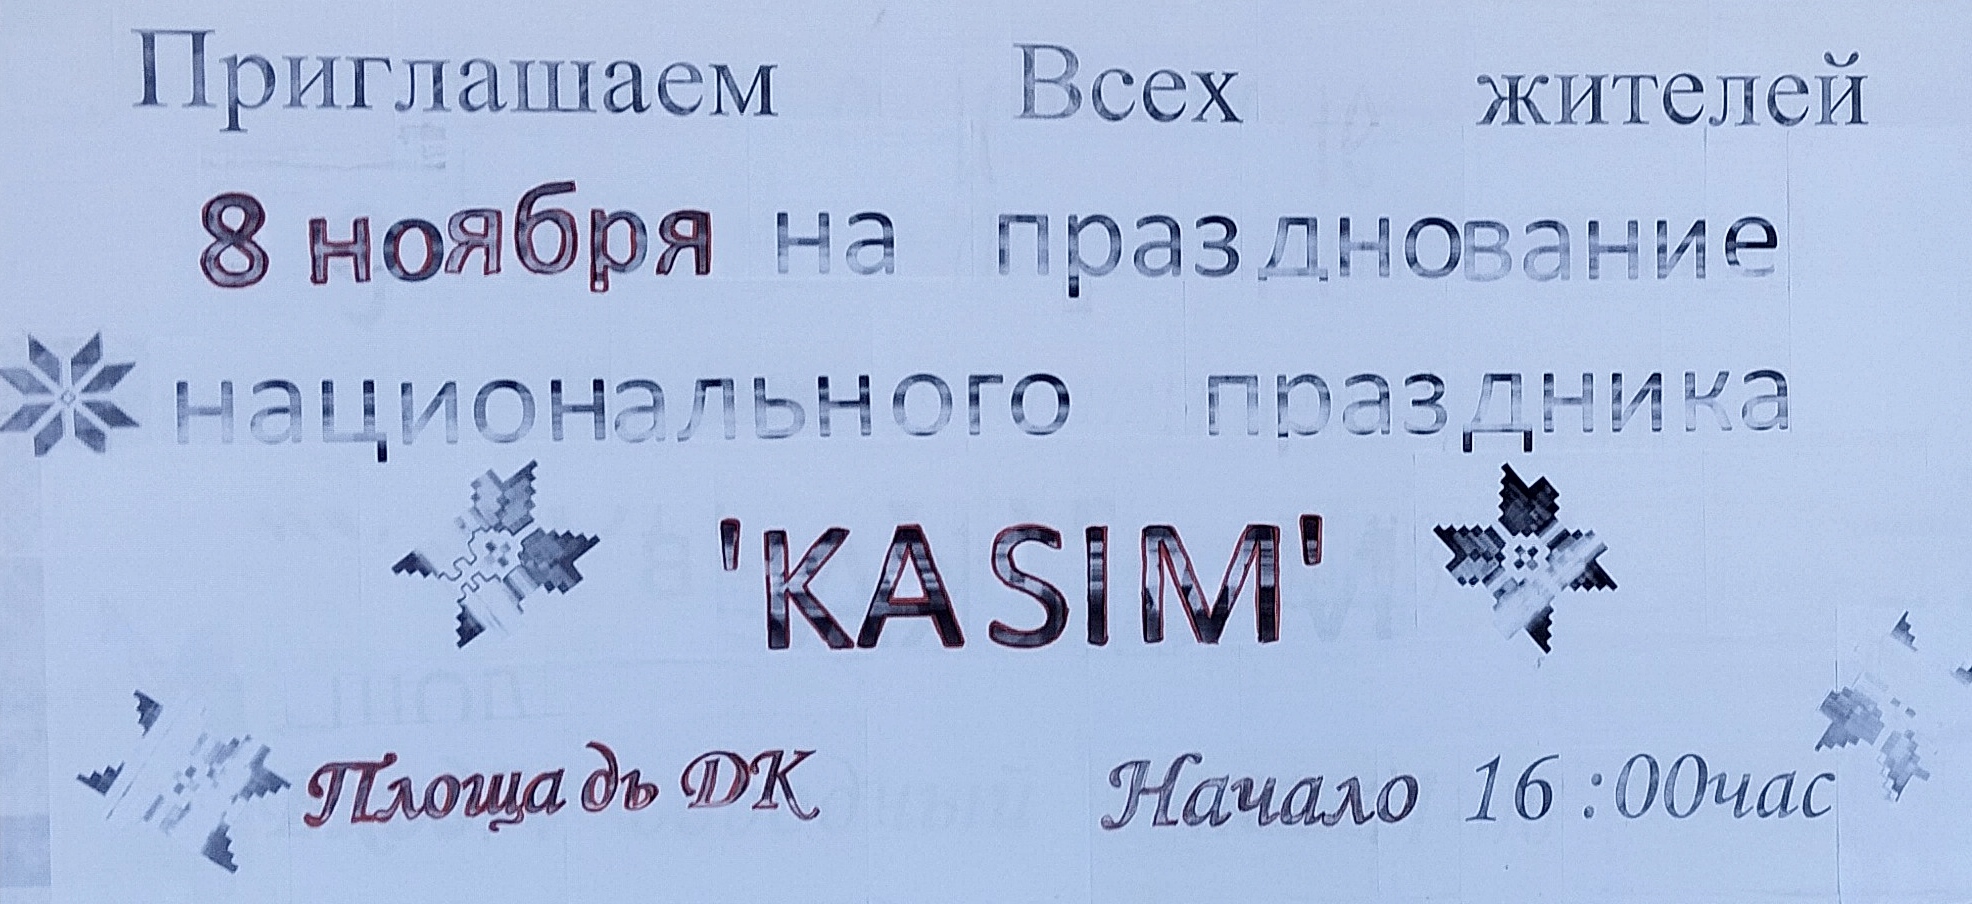 Приглашаем Всех жителей
8 ноября на празднование
национального праздника
'KASIM'
Площадь ДК Начало 16:00час